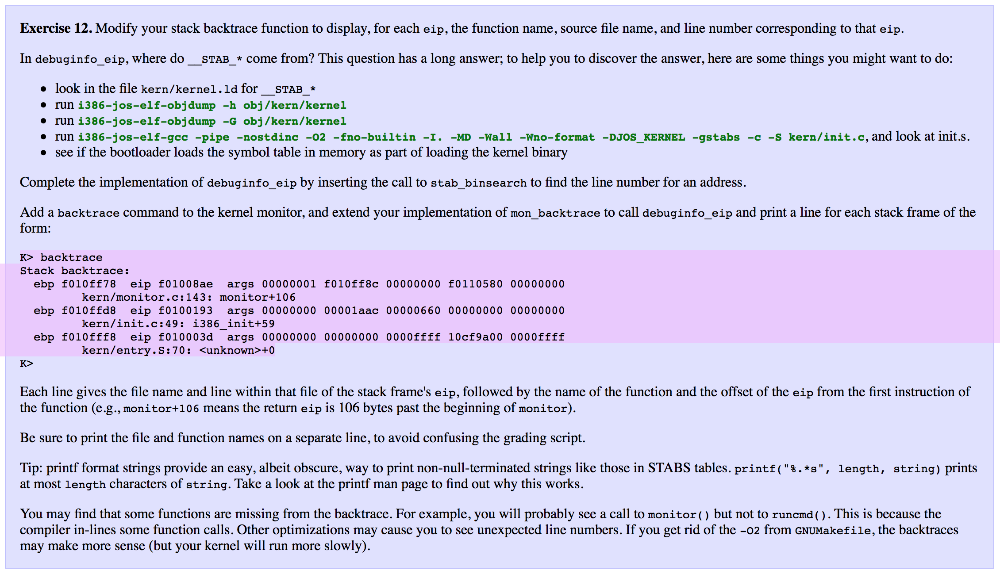 Exercise 12. Modify your stack backtrace function to display, for each eip, the function name, source file name, and line number corresponding to that eip.
In debuginfo_eip, where do __STAB_* come from? This question has a long answer; to help you to discover the answer, here are some things you might want to do:
• look in the file kern/kernel.ld for __STAB_*
• run i386-jos-elf-objdump -h obj/kern/kernel
• run i386-jos-elf-objdump -G obj/kern/kernel
• run i386-jos-elf-gcc -pipe -nostdinc -O2 -fno-builtin -I. -MD -Wall -Wno-format -DJOS_KERNEL -gstabs -c -S kern/init.c, and look at init.s.
• see if the bootloader loads the symbol table in memory as part of loading the kernel binary
Complete the implementation of debuginfo_eip by inserting the call to stab_binsearch to find the line number for an address.
Add a backtrace command to the kernel monitor, and extend your implementation of mon_backtrace to call debuginfo_eip and print a line for each stack frame of the
form:
K> backtrace
Stack backtrace:
  ebp f010ff78  eip f01008ae  args 00000001 f010ff8c 00000000 f0110580 00000000
         kern/monitor.c:143: monitor+106
  ebp f010ffd8  eip f0100193  args 00000000 00001aac 00000660 00000000 00000000
         kern/init.c:49: i386_init+59
  ebp f010fff8  eip f010003d  args 00000000 00000000 0000ffff 10cf9a00 0000ffff
         kern/entry.S:70: <unknown>+0
K>
Each line gives the file name and line within that file of the stack frame's eip, followed by the name of the function and the offset of the eip from the first instruction of
the function (e.g., monitor+106 means the return eip is 106 bytes past the beginning of monitor).
Be sure to print the file and function names on a separate line, to avoid confusing the grading script.
Tip: printf format strings provide an easy, albeit obscure, way to print non-null-terminated strings like those in STABS tables. printf("%.*s", length, string) prints
at most length characters of string. Take a look at the printf man page to find out why this works.
You may find that some functions are missing from the backtrace. For example, you will probably see a call to monitor() but not to runcmd(). This is because the
compiler in-lines some function calls. Other optimizations may cause you to see unexpected line numbers. If you get rid of the -O2 from GNUMakefile, the backtraces
may make more sense (but your kernel will run more slowly).